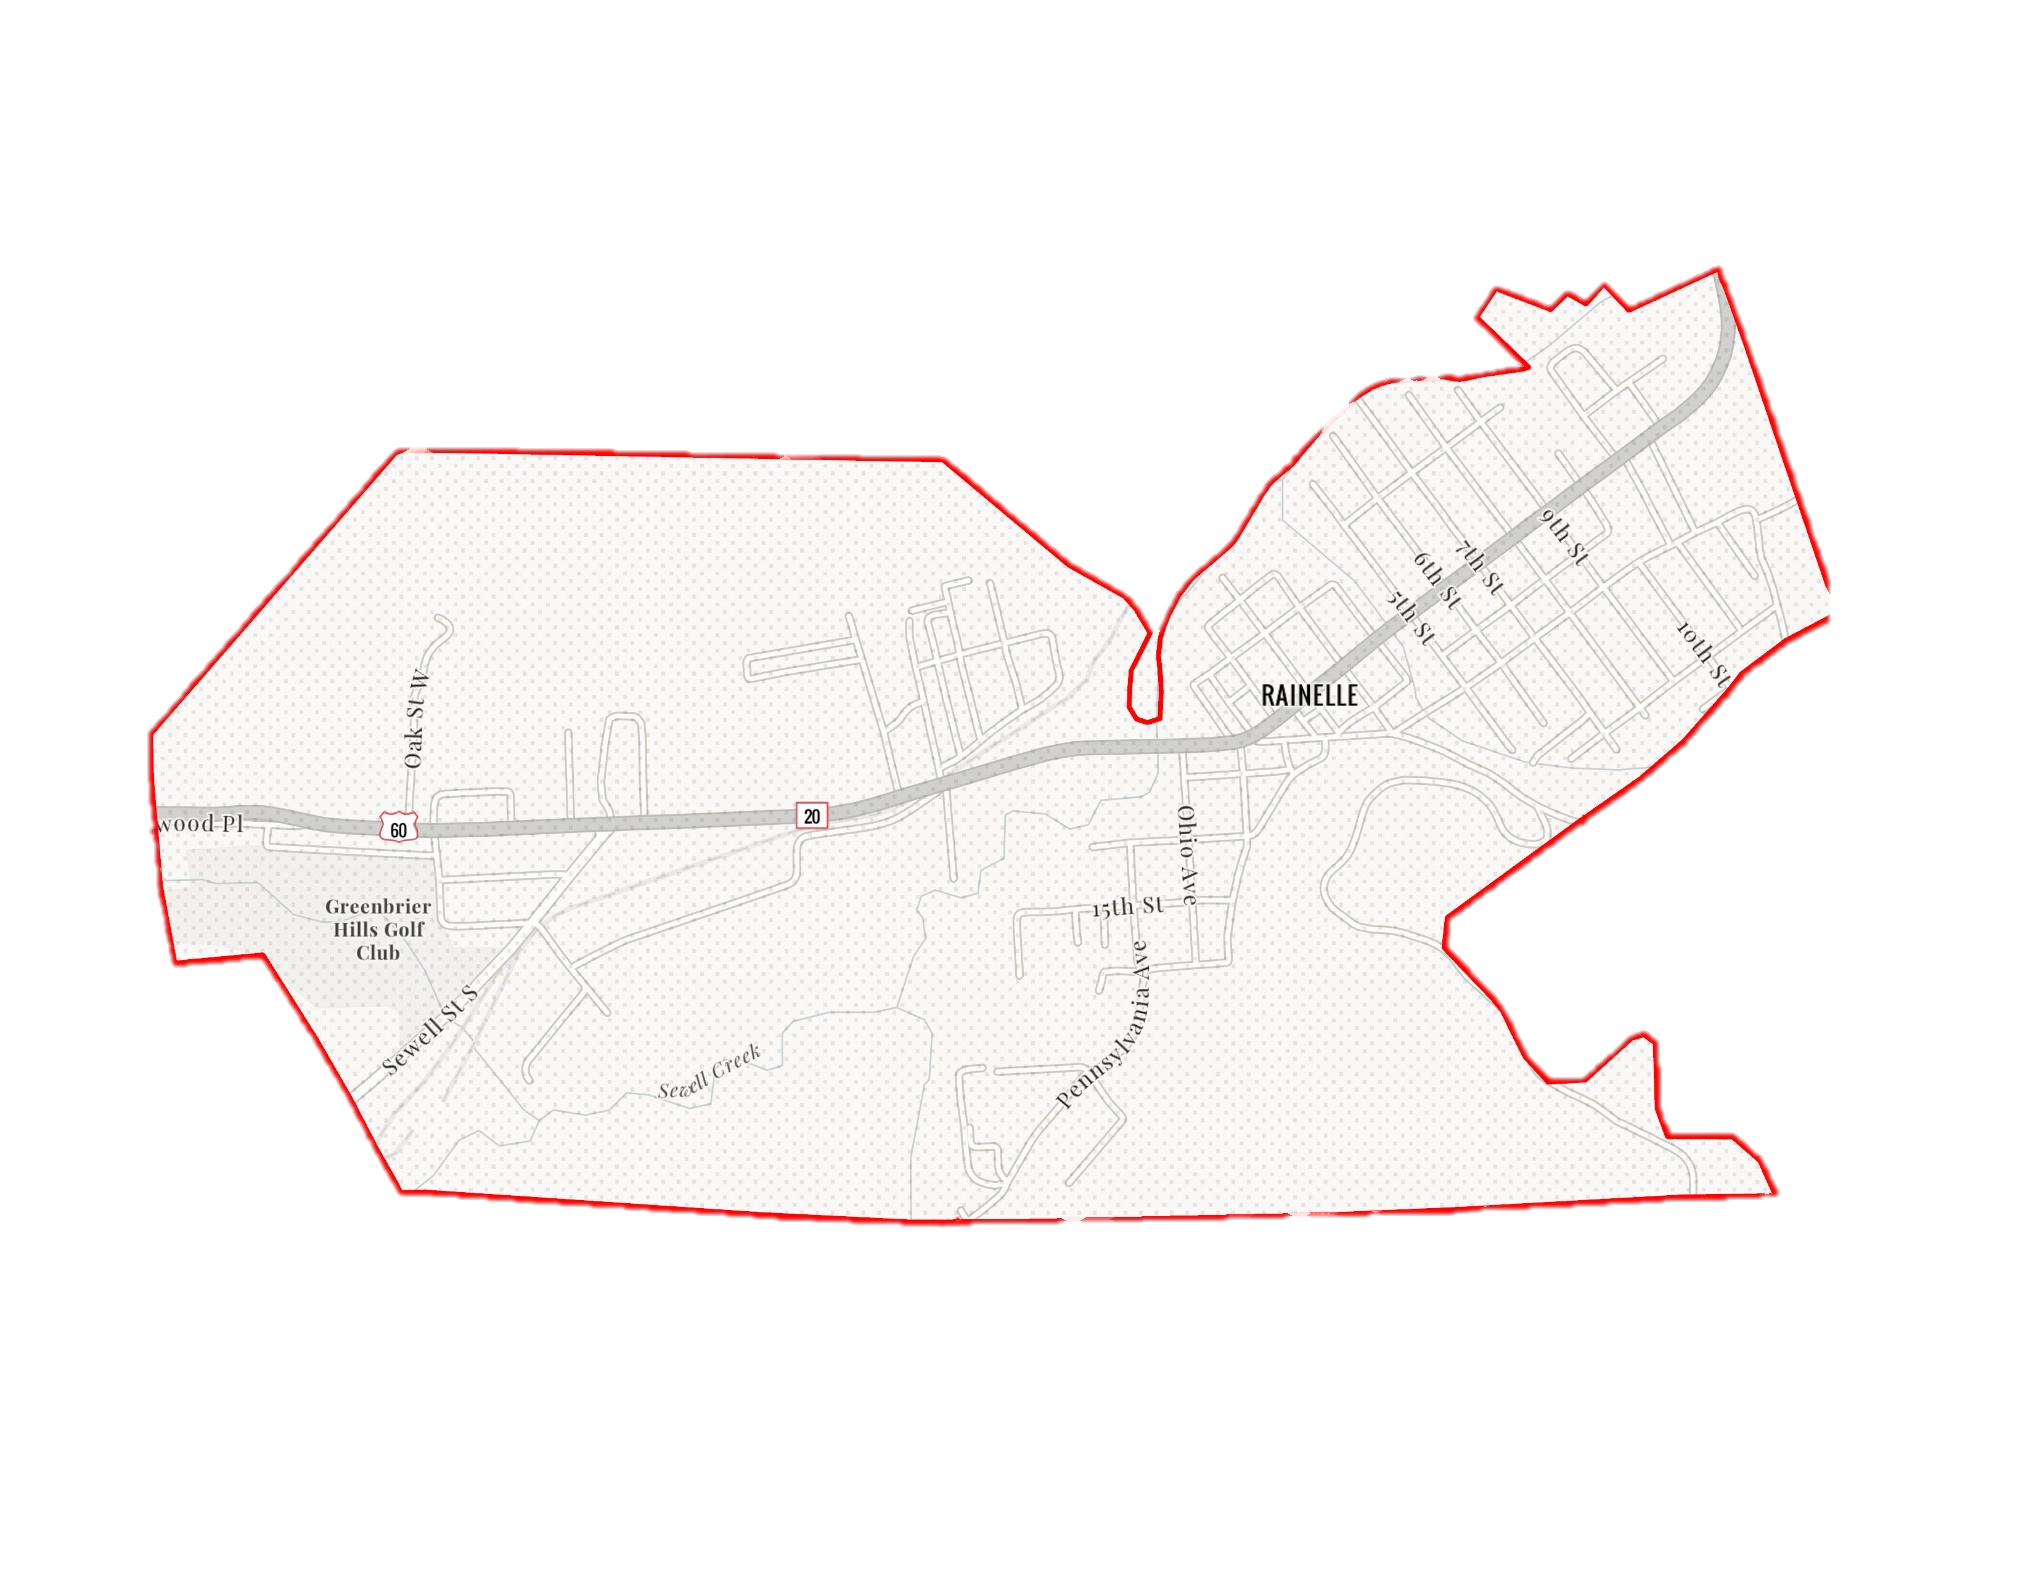 9th St
7th St
6th St
5th St
10th St
RAINELLE
Oak St W
20
60
wood Pl
Ohio Ave
Greenbrier
Hills Golf
Club
15th St
Pennsylvania Ave
Sewell St S
Sewell Creek